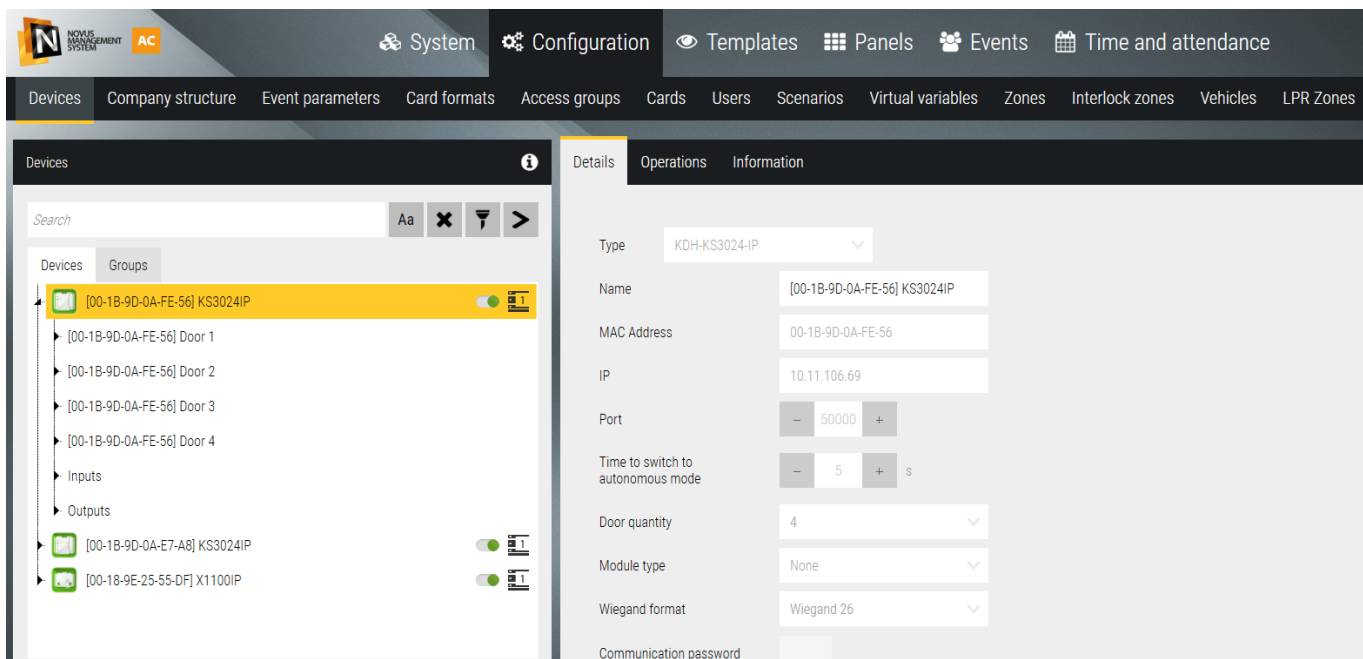 NOVUS
MANAGEMENT
SYSTEM
AC
System Configuration Templates Panels Events Time and attendance
Devices Company structure Event parameters Card formats Access groups Cards Users Scenarios Virtual variables Zones Interlock zones Vehicles LPR Zones
Devices
Details Operations Information
Search
Aa
Devices Groups
[00-1B-9D-0A-FE-56] KS3024IP 1
[00-1B-9D-0A-FE-56] Door 1
[00-1B-9D-0A-FE-56] Door 2
[00-1B-9D-0A-FE-56] Door 3
[00-1B-9D-0A-FE-56] Door 4
Inputs
Outputs
[00-1B-9D-0A-E7-A8] KS3024IP 1
[00-18-9E-25-55-DF] X1100IP 1
Type KDH-KS3024-IP
Name [00-1B-9D-0A-FE-56] KS3024IP
MAC Address 00-1B-9D-0A-FE-56
IP 10.11.106.69
Port – 50000 +
Time to switch to
autonomous mode – 5 + s
Door quantity 4
Module type None
Wiegand format Wiegand 26
Communication password